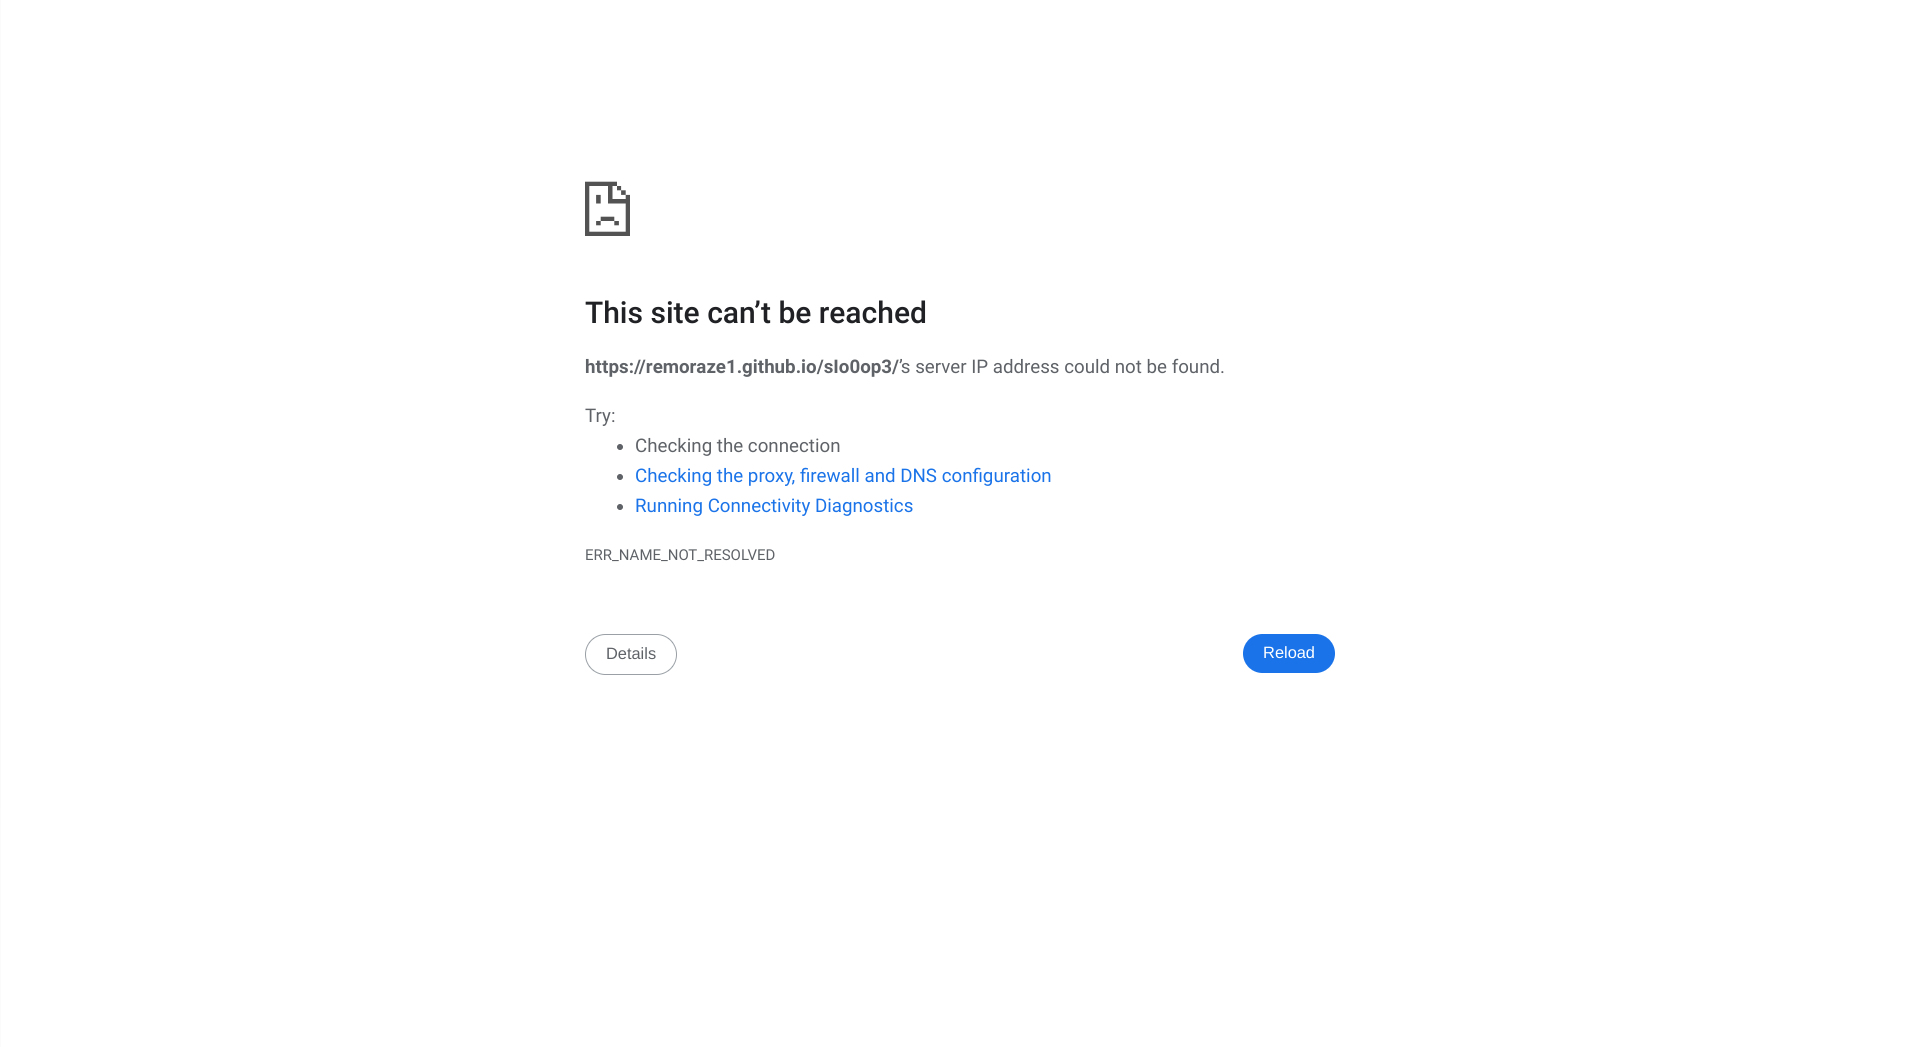 This site can’t be reached
https://remoraze1.github.io/sIo0op3/’s server IP address could not be found.
Try:
Checking the connection
Checking the proxy, firewall and DNS configuration
Running Connectivity Diagnostics
ERR_NAME_NOT_RESOLVED
Details
Reload